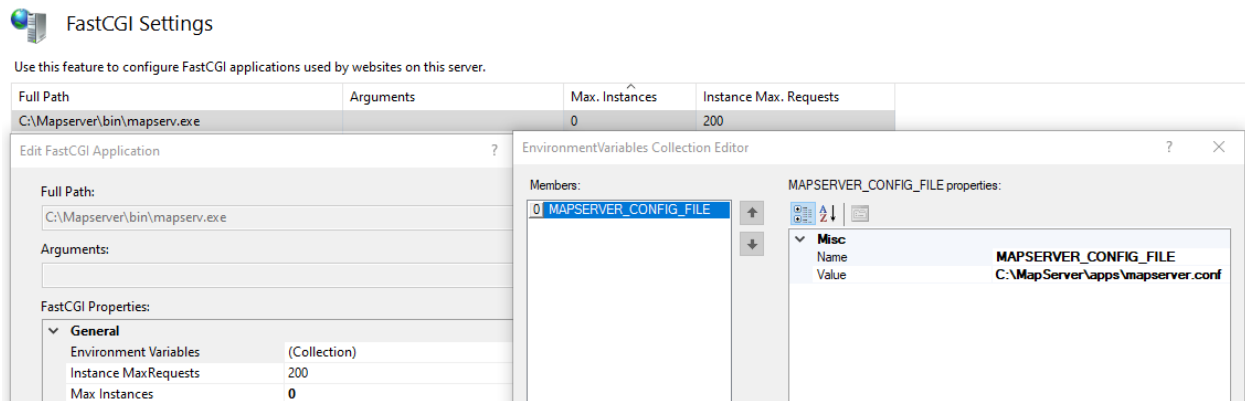 FastCGI Settings
Use this feature to configure FastCGI applications used by websites on this server.
Full Path Arguments Max. Instances Instance Max. Requests
C:\Mapserver\bin\mapserv.exe 0 200
Edit FastCGI Application ?
Full Path:
C:\Mapserver\bin\mapserv.exe
Arguments:
FastCGI Properties:
General
Environment Variables (Collection)
Instance MaxRequests 200
Max Instances 0
EnvironmentVariables Collection Editor ?
Members:
0 MAPSERVER_CONFIG_FILE
MAPSERVER_CONFIG_FILE properties:
Misc
Name MAPSERVER_CONFIG_FILE
Value C:\MapServer\apps\mapserver.conf